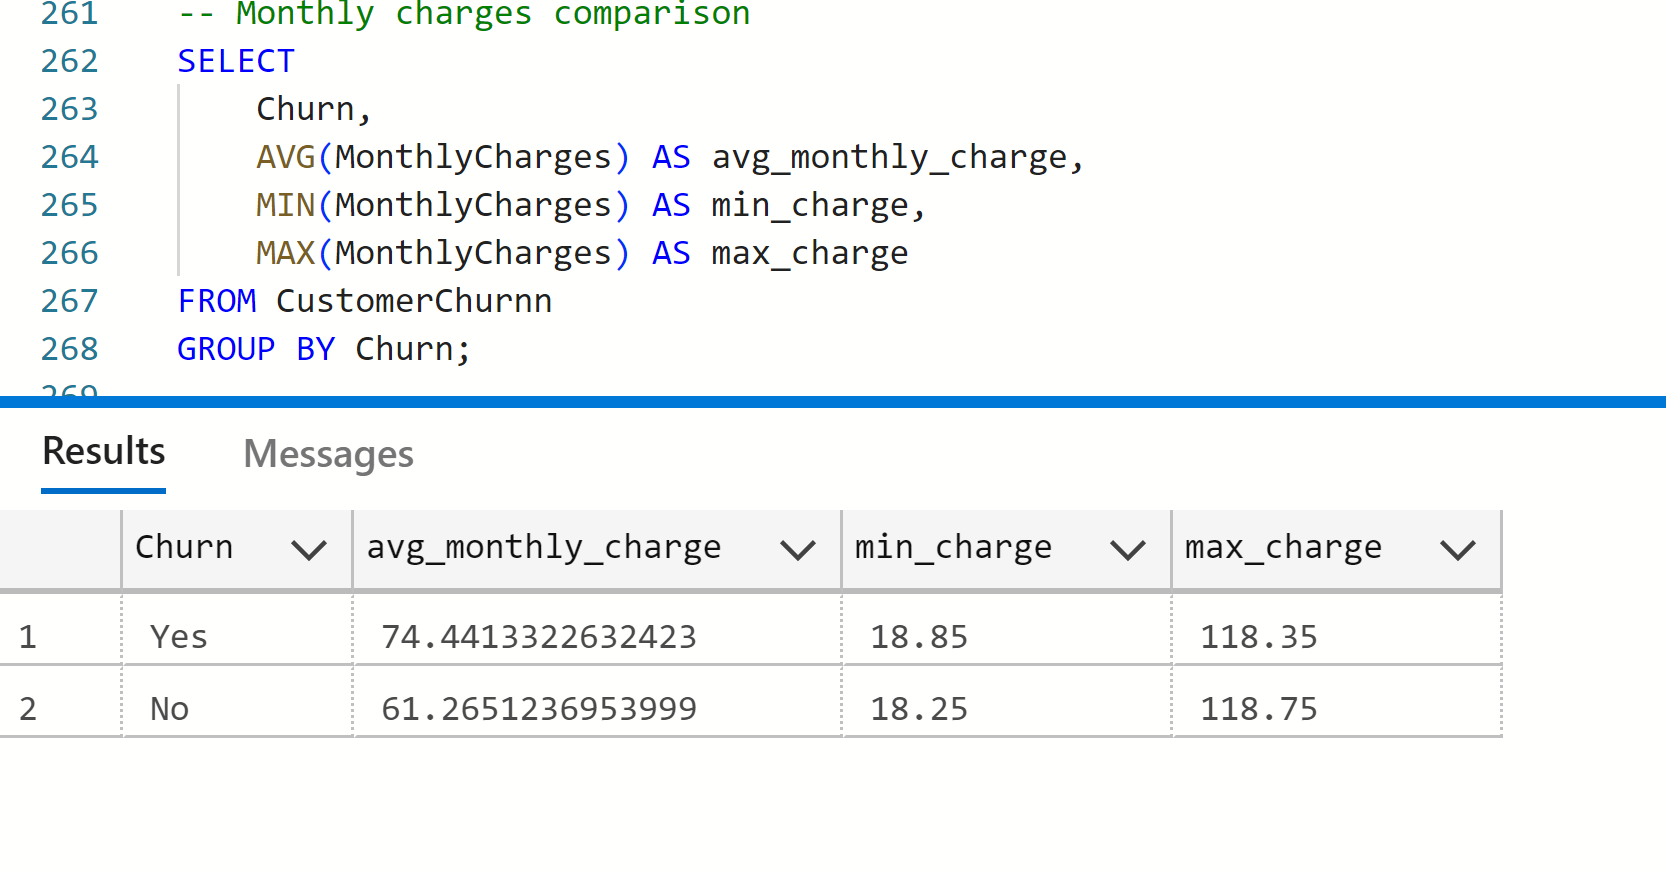 261 -- Monthly charges comparison
262 SELECT
263 Churn,
264 AVG(MonthlyCharges) AS avg_monthly_charge,
265 MIN(MonthlyCharges) AS min_charge,
266 MAX(MonthlyCharges) AS max_charge
267 FROM CustomerChurnn
268 GROUP BY Churn;
269
Results Messages
Churn avg_monthly_charge min_charge max_charge
1 Yes 74.4413322632423 18.85 118.35
2 No 61.2651236953999 18.25 118.75